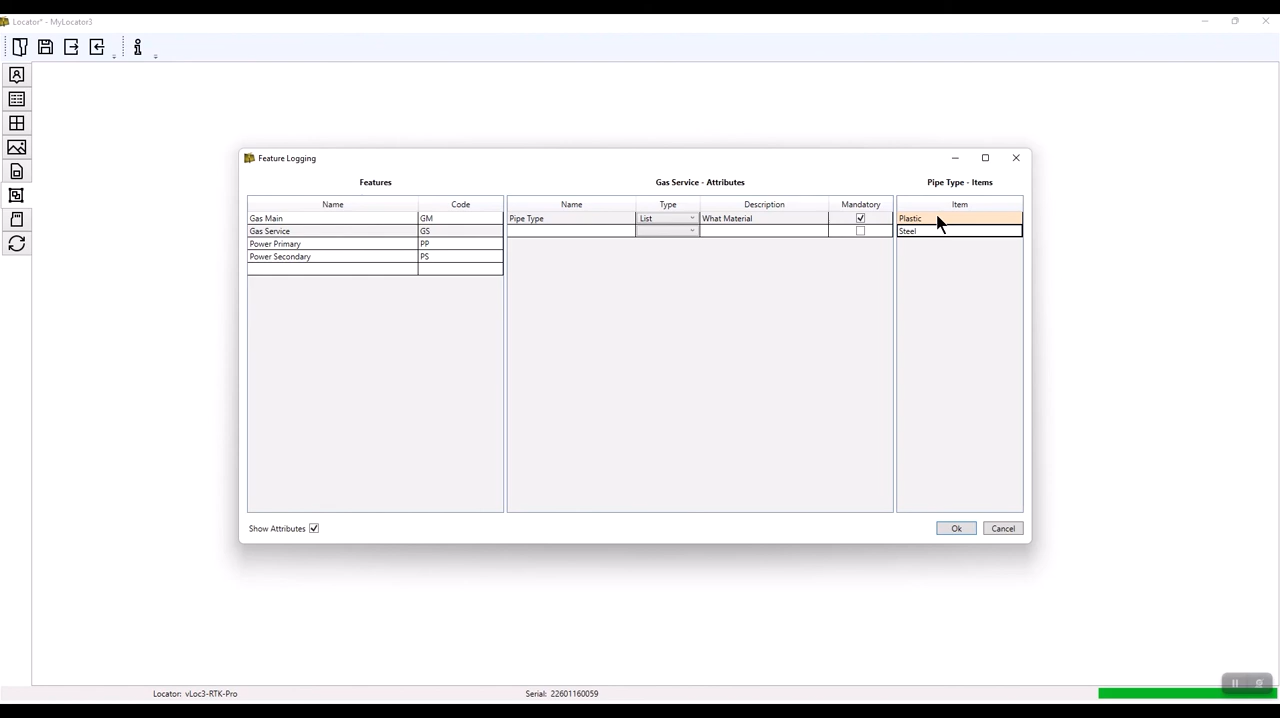 Locator* - MyLocator3
Feature Logging
Features
Gas Service - Attributes
Pipe Type - Items
Name Code Name Type Description Mandatory Item
Gas Main GM Pipe Type List What Material Plastic
Gas Service GS Steel
Power Primary PP
Power Secondary PS
Show Attributes
Ok Cancel
Locator: vLoc3-RTK-Pro Serial: 22601160059